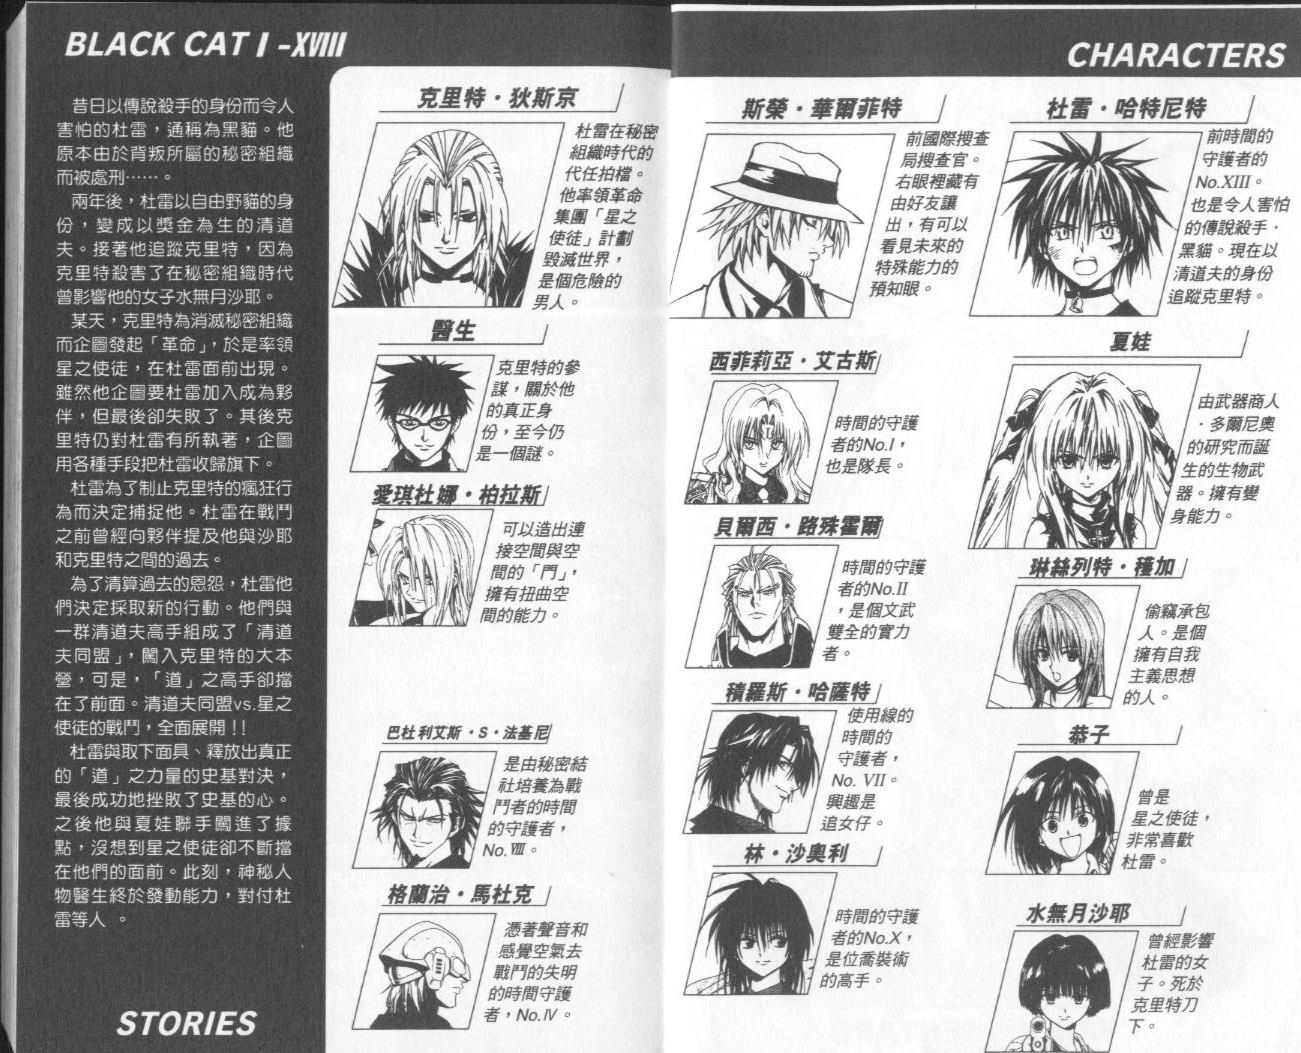 BLACK CAT I -XVIII
昔日以傳說殺手的身份而令人
害怕的杜雷，通稱為黑貓。他
原本由於背叛所屬的秘密組織
而被處刑……。
兩年後，杜雷以自由野貓的身
份，變成以獎金為生的清道
夫。接著他追蹤克里特，因為
克里特殺害了在秘密組織時代
曾影響他的女子水無月沙耶。
某天，克里特為消滅秘密組織
而企圖發起「革命」，於是率領
星之使徒，在杜雷面前出現。
雖然他企圖要杜雷加入成為夥
伴，但最後卻失敗了。其後克
里特仍對杜雷有所執著，企圖
用各種手段把杜雷收歸旗下。
杜雷為了制止克里特的瘋狂行
為而決定捕捉他。杜雷在戰鬥
之前曾經向夥伴提及他與沙耶
和克里特之間的過去。
為了清算過去的恩怨，杜雷他
們決定採取新的行動。他們與
一群清道夫高手組成了「清道
夫同盟」，闖入克里特的大本
營，可是，「道」之高手卻擋
在了前面。清道夫同盟vs.星之
使徒的戰鬥，全面展開！！
杜雷與取下面具、釋放出真正
的「道」之力量的史基對決，
最後成功地挫敗了史基的心。
之後他與夏娃聯手闖進了據
點，沒想到星之使徒卻不斷擋
在他們的面前。此刻，神秘人
物醫生終於發動能力，對付杜
雷等人 。
STORIES
克里特・狄斯京
杜雷在秘密
組織時代的
代任拍檔。
他率領革命
集團「星之
使徒」計劃
毀滅世界，
是個危險的
男人。
醫生
克里特的參
謀，關於他
的真正身
份，至今仍
是一個謎。
愛琪杜娜・柏拉斯
可以造出連
接空間與空
間的「門」，
擁有扭曲空
間的能力。
巴杜利艾斯・S・法基尼
是由秘密結
社培養為戰
鬥者的時間
的守護者，
No.Ⅷ。
格蘭治・馬杜克
憑著聲音和
感覺空氣去
戰鬥的失明
的時間守護
者，No.Ⅳ。
CHARACTERS
斯榮・華爾菲特
前國際搜查
局搜查官。
右眼裡藏有
由好友讓
出，有可以
看見未來的
特殊能力的
預知眼。
西菲莉亞・艾古斯
時間的守護
者的No.I，
也是隊長。
貝爾西・路殊霍爾
時間的守護
者的No.II
，是個文武
雙全的實力
者。
積羅斯・哈薩特
使用線的
時間的
守護者，
No. VII。
興趣是
追女仔。
林・沙奧利
時間的守護
者的No.X，
是位喬裝術
的高手。
杜雷・哈特尼特
前時間的
守護者的
No.XIII。
也是令人害怕
的傳說殺手・
黑貓。現在以
清道夫的身份
追蹤克里特。
夏娃
由武器商人
・多爾尼奧
的研究而誕
生的生物武
器。擁有變
身能力。
琳絲列特・穫加
偷竊承包
人。是個
擁有自我
主義思想
的人。
恭子
曾是
星之使徒，
非常喜歡
杜雷。
水無月沙耶
曾經影響
杜雷的女
子。死於
克里特刀
下。